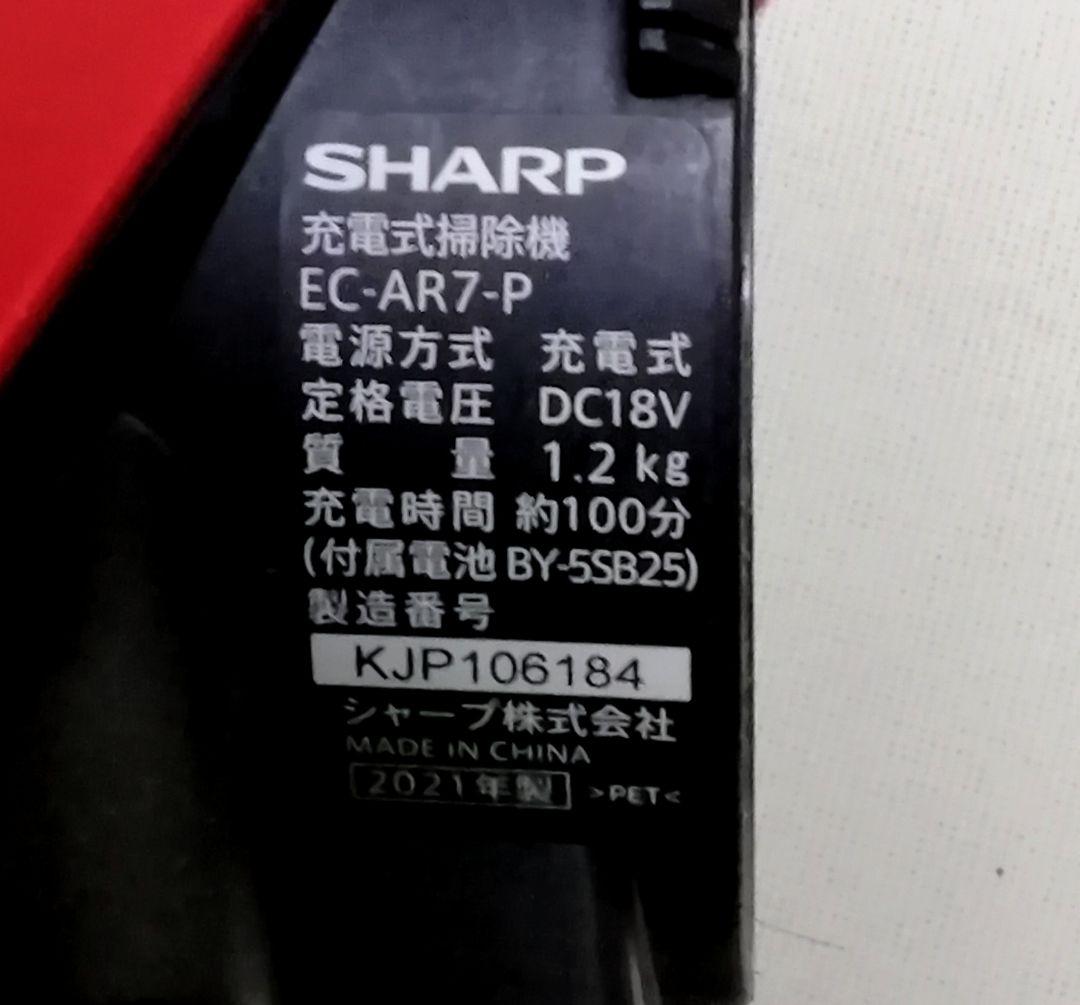 SHARP
充電式掃除機
EC-AR7-P
電源方式 充電式
定格電圧 DC18V
質量 1.2 kg
充電時間 約100分
(付属電池 BY-5SB25)
製造番号
KJP106184
シャープ株式会社
MADE IN CHINA
2021年製 >PET<